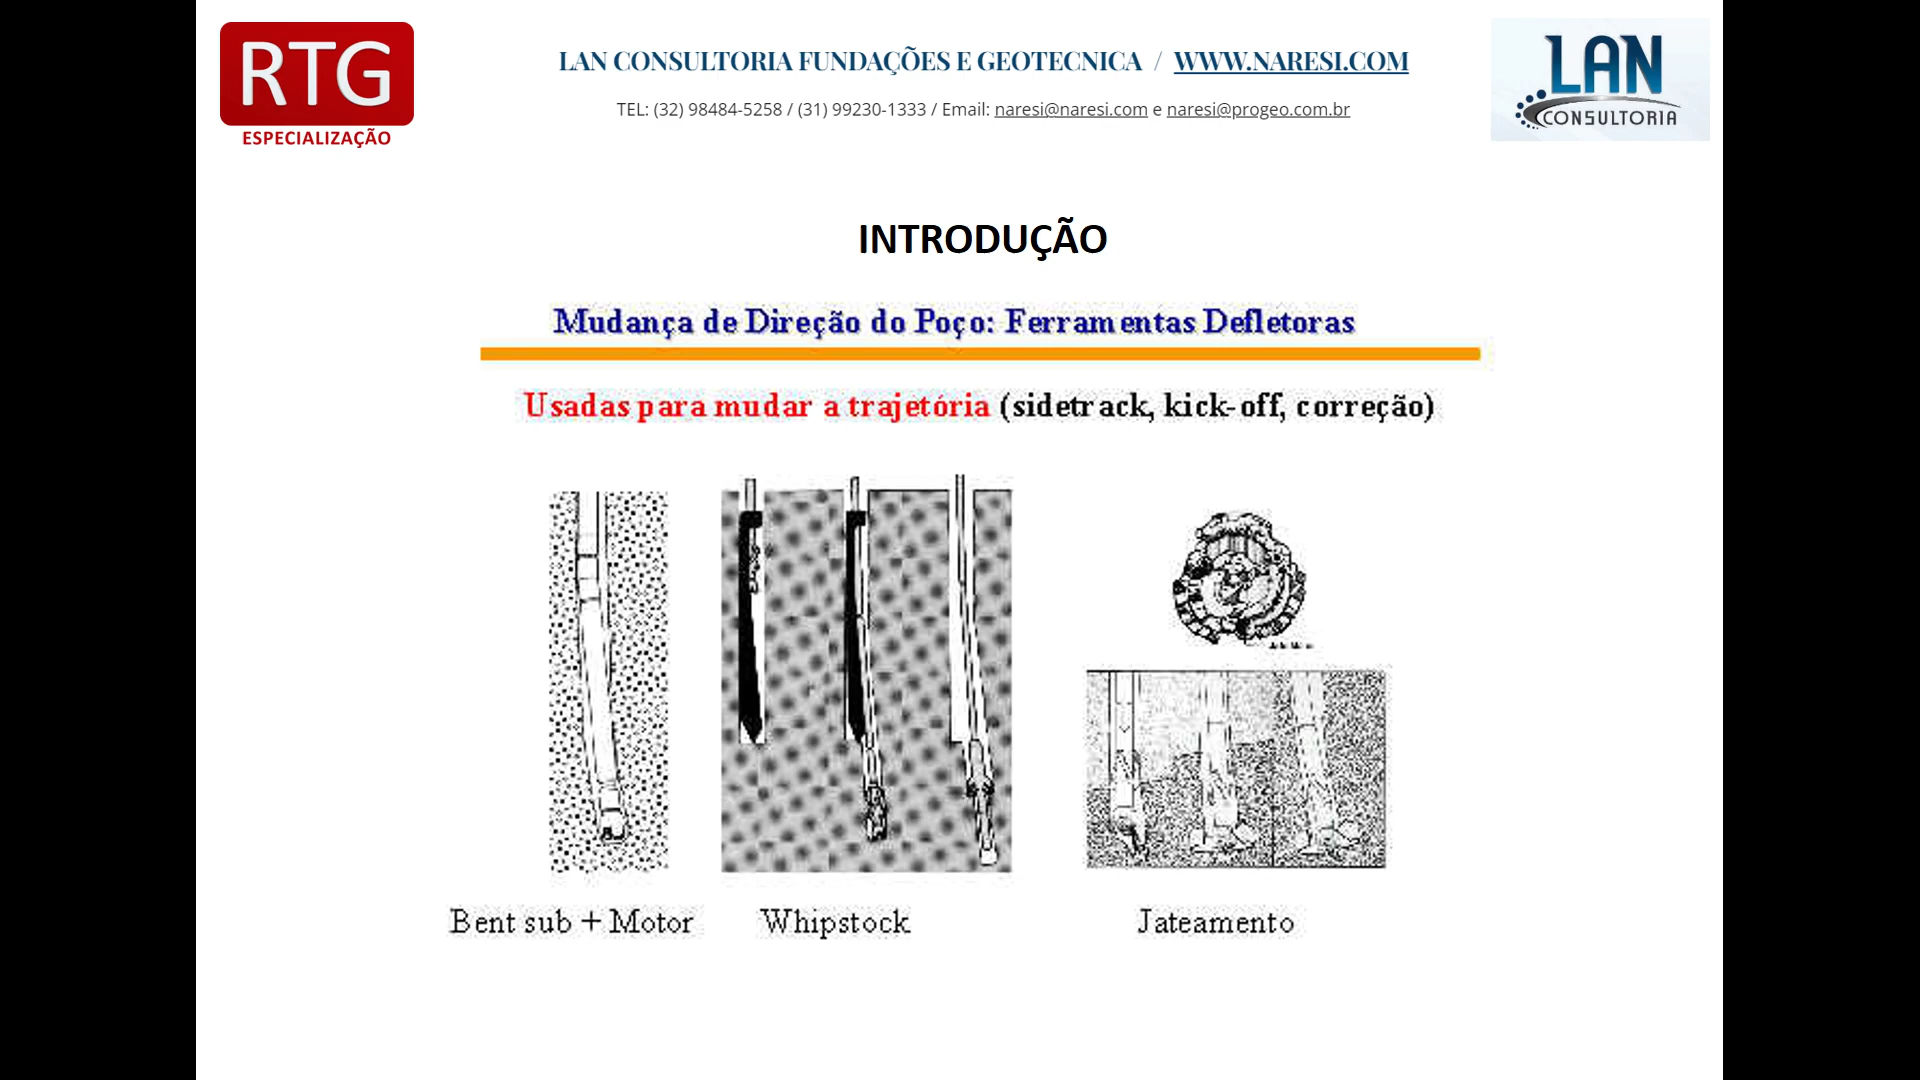 RTG
ESPECIALIZAÇÃO
LAN CONSULTORIA FUNDAÇÕES E GEOTECNICA / WWW.NARESI.COM
TEL: (32) 98484-5258 / (31) 99230-1333 / Email: naresi@naresi.com e naresi@progeo.com.br
LAN
CONSULTORIA
INTRODUÇÃO
Mudança de Direção do Poço: Ferramentas Defletoras
Usadas para mudar a trajetória (sidetrack, kick-off, correção)
Bent sub + Motor
Whipstock
Jateamento